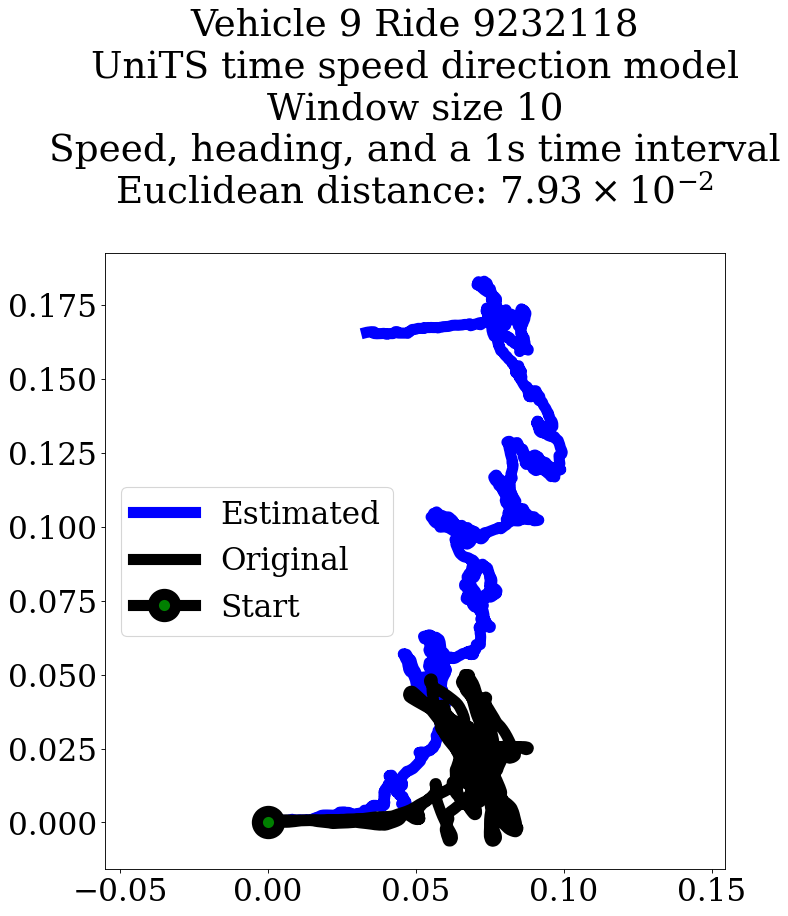 Vehicle 9 Ride 9232118
UniTS time speed direction model
Window size 10
Speed, heading, and a 1s time interval
Euclidean distance: 7.93 × 10⁻²
0.175
0.150
0.125
0.100
0.075
0.050
0.025
0.000
Estimated
Original
Start
−0.05 0.00 0.05 0.10 0.15